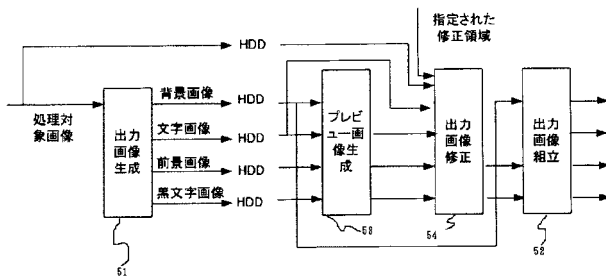 指定された
修正領域
HDD
処理対
象画像
出力
画像
生成
51
背景画像
文字画像
前景画像
黒文字画像
HDD
HDD
HDD
HDD
プレビ
ュー画
像生
成
53
出力
画像
修正
54
出力
画像
組立
52